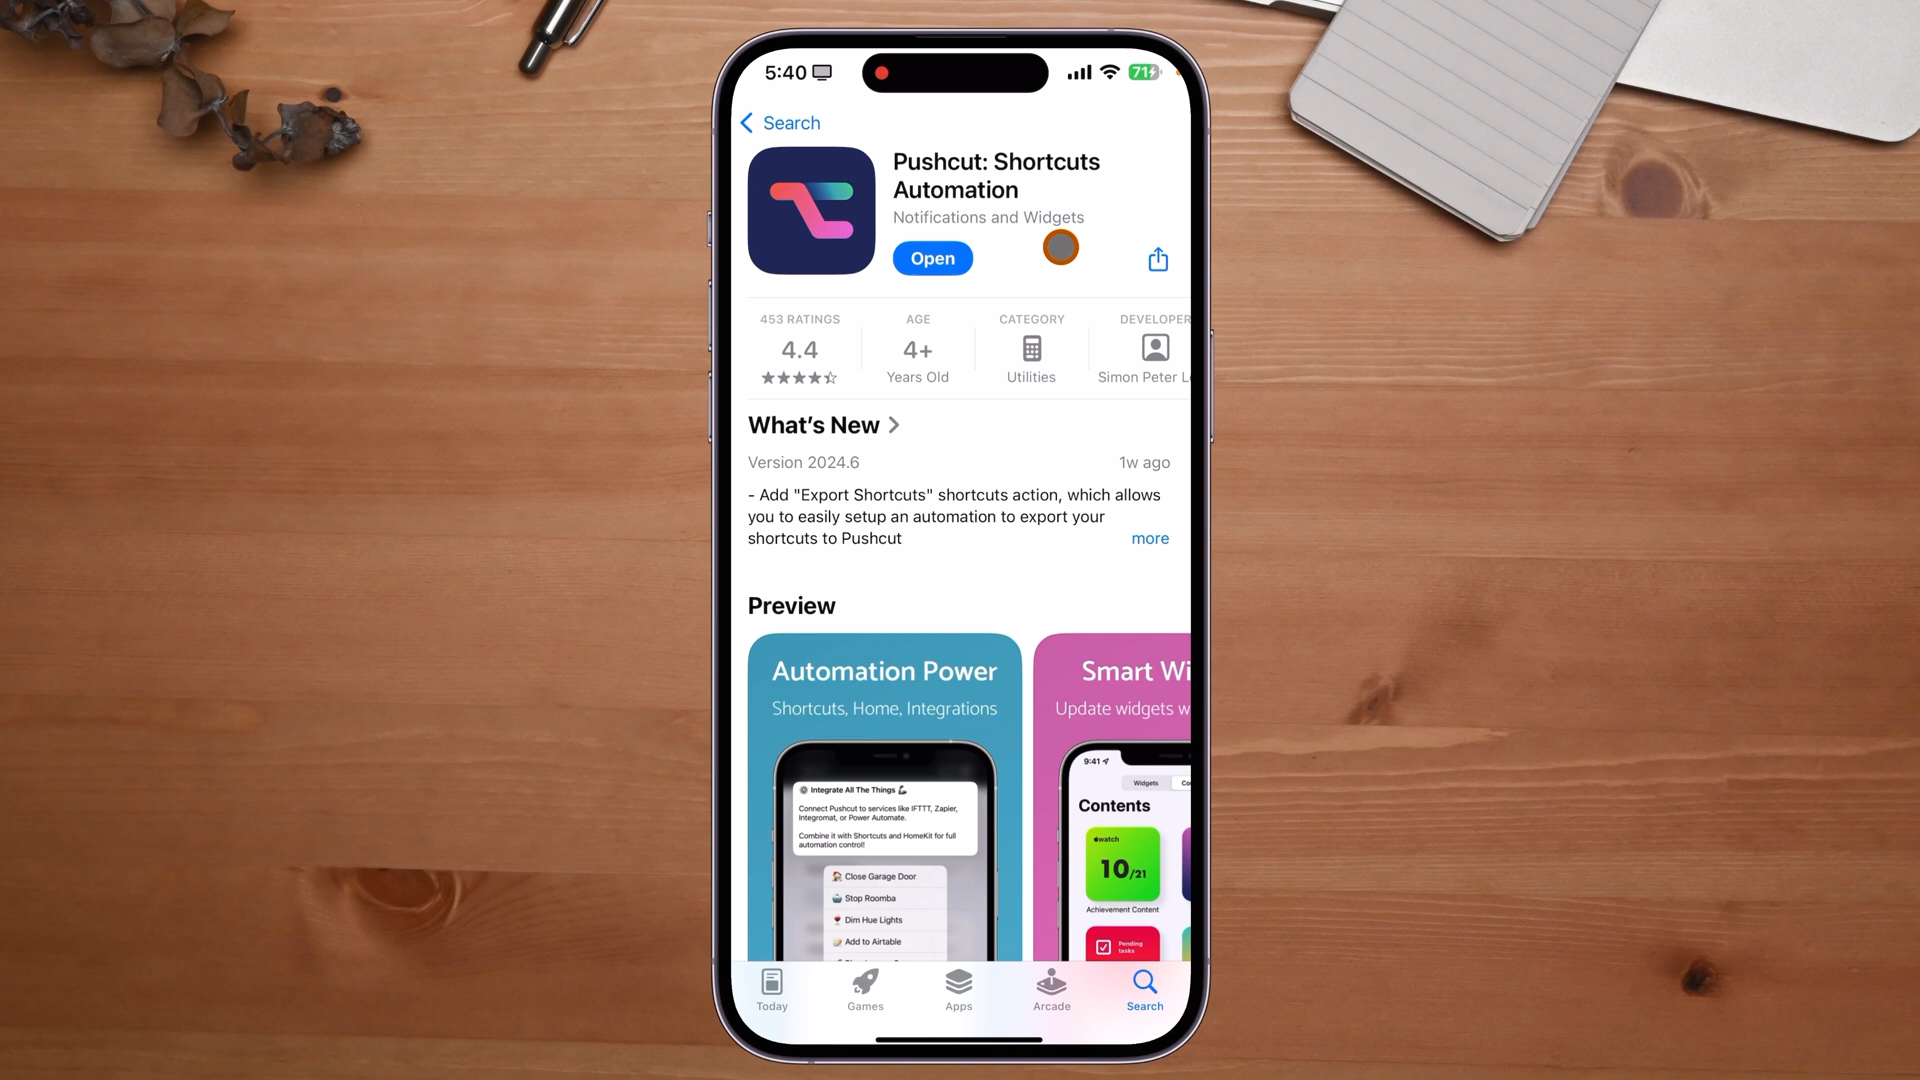 5:40
71
Search
Pushcut: Shortcuts
Automation
Notifications and Widgets
Open
453 RATINGS
4.4
AGE
4+
Years Old
CATEGORY
Utilities
DEVELOPER
Simon Peter L
What's New
Version 2024.6
1w ago
- Add "Export Shortcuts" shortcuts action, which allows
you to easily setup an automation to export your
shortcuts to Pushcut
more
Preview
Automation Power
Shortcuts, Home, Integrations
Integrate All The Things
Connect Pushcut to services like IFTTT, Zapier,
Integromat, or Power Automate.
Combine it with Shortcuts and HomeKit for full
automation control!
Close Garage Door
Stop Roomba
Dim Hue Lights
Add to Airtable
Smart Wi
Update widgets w
9:41
Widgets
Co
Contents
watch
10/21
Achievement Content
Pending
tasks
Today
Games
Apps
Arcade
Search